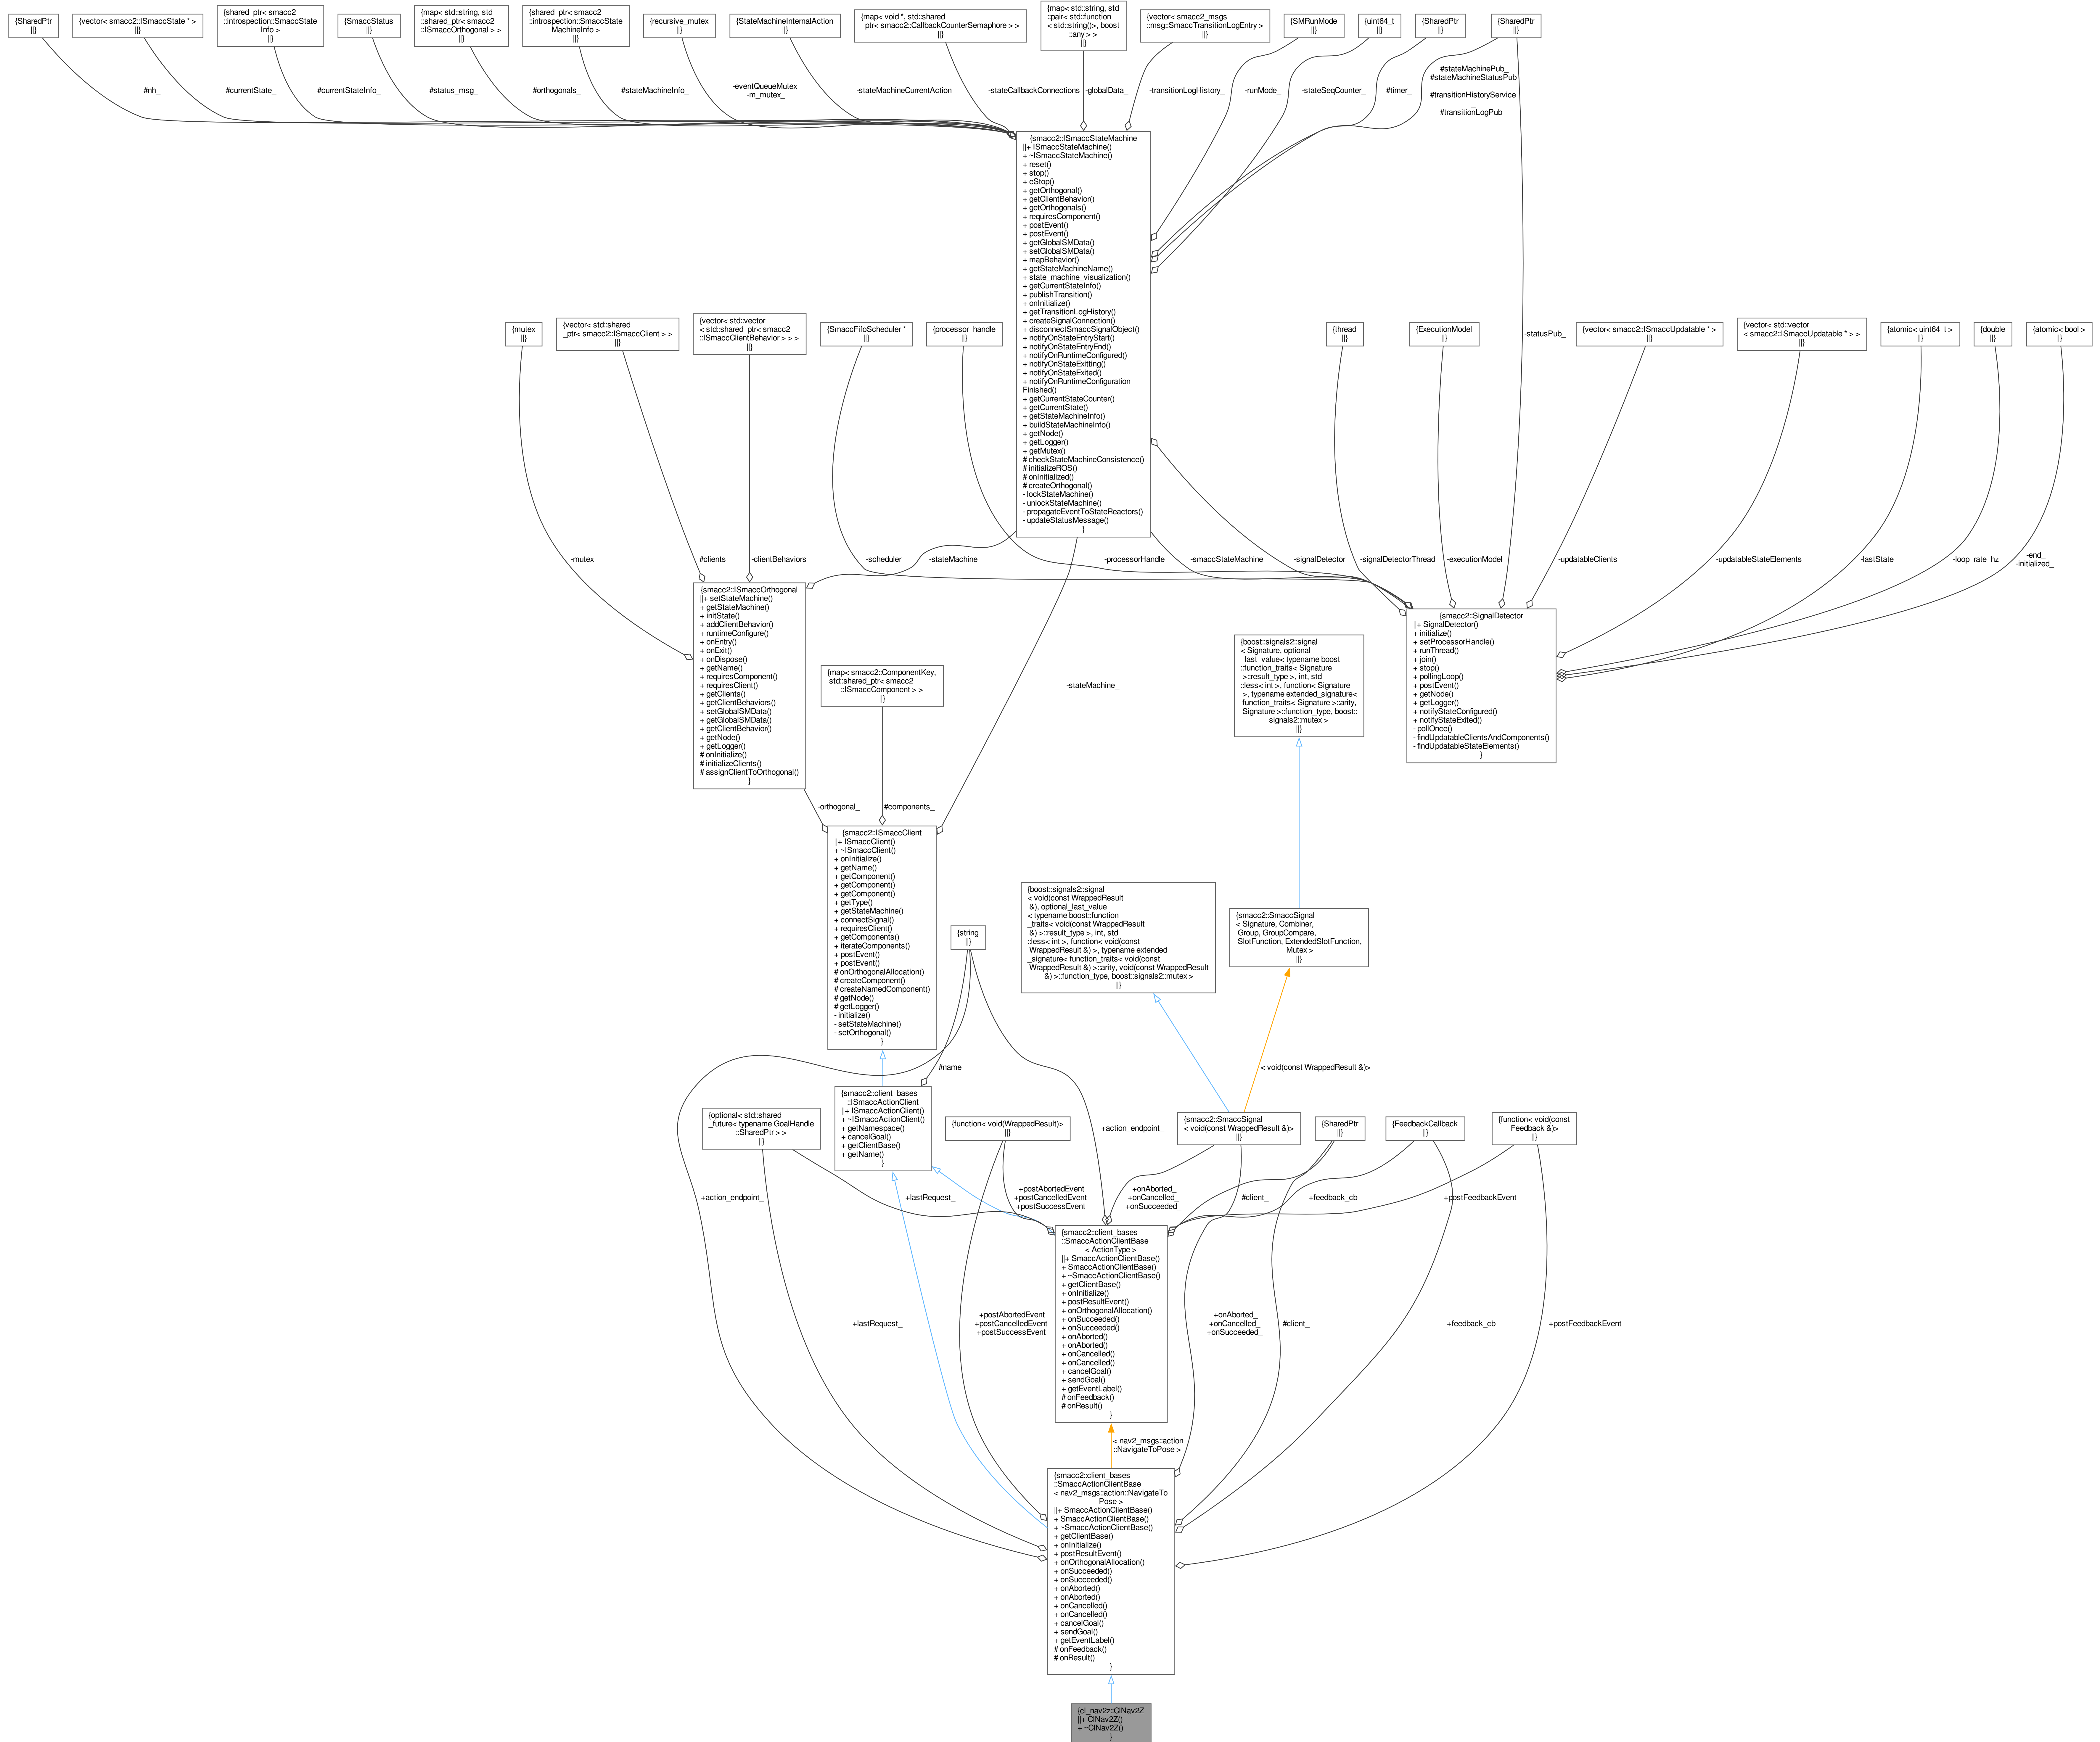 {SharedPtr
||}
{vector< smacc2::ISmaccState * >
||}
{shared_ptr< smacc2
::introspection::SmaccState
Info >
||}
{SmaccStatus
||}
{map< std::string, std
::shared_ptr< smacc2
::ISmaccOrthogonal > >
||}
{shared_ptr< smacc2
::introspection::SmaccState
MachineInfo >
||}
{recursive_mutex
||}
{StateMachineInternalAction
||}
{map< void *, std::shared
_ptr< smacc2::CallbackCounterSemaphore > >
||}
{map< std::string, std
::pair< std::function
< std::string()>, boost
::any > >
||}
{vector< smacc2_msgs
::msg::SmaccTransitionLogEntry >
||}
{SMRunMode
||}
{uint64_t
||}
{SharedPtr
||}
{SharedPtr
||}
#nh_
#currentState_
#currentStateInfo_
#status_msg_
#orthogonals_
#stateMachineInfo_
-eventQueueMutex_
-m_mutex_
-stateMachineCurrentAction
-stateCallbackConnections
-globalData_
-transitionLogHistory_
-runMode_
-stateSeqCounter_
#timer_
#stateMachinePub_
#stateMachineStatusPub
_
#transitionHistoryService
_
#transitionLogPub_
{smacc2::ISmaccStateMachine
||+ ISmaccStateMachine()
+ ~ISmaccStateMachine()
+ reset()
+ stop()
+ eStop()
+ getOrthogonal()
+ getClientBehavior()
+ getOrthogonals()
+ requiresComponent()
+ postEvent()
+ postEvent()
+ getGlobalSMData()
+ setGlobalSMData()
+ mapBehavior()
+ getStateMachineName()
+ state_machine_visualization()
+ getCurrentStateInfo()
+ publishTransition()
+ onInitialize()
+ getTransitionLogHistory()
+ createSignalConnection()
+ disconnectSmaccSignalObject()
+ notifyOnStateEntryStart()
+ notifyOnStateEntryEnd()
+ notifyOnRuntimeConfigured()
+ notifyOnStateExitting()
+ notifyOnStateExited()
+ notifyOnRuntimeConfiguration
Finished()
+ getCurrentStateCounter()
+ getCurrentState()
+ getStateMachineInfo()
+ buildStateMachineInfo()
+ getNode()
+ getLogger()
+ getMutex()
# checkStateMachineConsistence()
# initializeROS()
# onInitialized()
# createOrthogonal()
- lockStateMachine()
- unlockStateMachine()
- propagateEventToStateReactors()
- updateStatusMessage()
}
{mutex
||}
{vector< std::shared
_ptr< smacc2::ISmaccClient > >
||}
{vector< std::vector
< std::shared_ptr< smacc2
::ISmaccClientBehavior > > >
||}
{SmaccFifoScheduler *
||}
{processor_handle
||}
{thread
||}
{ExecutionModel
||}
-statusPub_
{vector< smacc2::ISmaccUpdatable * >
||}
{vector< std::vector
< smacc2::ISmaccUpdatable * > >
||}
{atomic< uint64_t >
||}
{double
||}
{atomic< bool >
||}
-mutex_
#clients_
-clientBehaviors_
-scheduler_
-stateMachine_
-processorHandle_
-smaccStateMachine_
-signalDetector_
-signalDetectorThread_
-executionModel_
-updatableClients_
-updatableStateElements_
-lastState_
-loop_rate_hz
-end_
-initialized_
{smacc2::ISmaccOrthogonal
||+ setStateMachine()
+ getStateMachine()
+ initState()
+ addClientBehavior()
+ runtimeConfigure()
+ onEntry()
+ onExit()
+ onDispose()
+ getName()
+ requiresComponent()
+ requiresClient()
+ getClients()
+ getClientBehaviors()
+ setGlobalSMData()
+ getGlobalSMData()
+ getClientBehavior()
+ getNode()
+ getLogger()
# onInitialize()
# initializeClients()
# assignClientToOrthogonal()
}
{smacc2::SignalDetector
||+ SignalDetector()
+ initialize()
+ setProcessorHandle()
+ runThread()
+ join()
+ stop()
+ pollingLoop()
+ postEvent()
+ getNode()
+ getLogger()
+ notifyStateConfigured()
+ notifyStateExited()
- pollOnce()
- findUpdatableClientsAndComponents()
- findUpdatableStateElements()
}
{boost::signals2::signal
< Signature, optional
_last_value< typename boost
::function_traits< Signature
>::result_type >, int, std
::less< int >, function< Signature
>, typename extended_signature<
function_traits< Signature >::arity,
Signature >::function_type, boost::
signals2::mutex >
||}
{map< smacc2::ComponentKey,
std::shared_ptr< smacc2
::ISmaccComponent > >
||}
-stateMachine_
-orthogonal_
#components_
{smacc2::ISmaccClient
||+ ISmaccClient()
+ ~ISmaccClient()
+ onInitialize()
+ getName()
+ getComponent()
+ getComponent()
+ getComponent()
+ getType()
+ getStateMachine()
+ connectSignal()
+ requiresClient()
+ getComponents()
+ iterateComponents()
+ postEvent()
+ postEvent()
# onOrthogonalAllocation()
# createComponent()
# createNamedComponent()
# getNode()
# getLogger()
- initialize()
- setStateMachine()
- setOrthogonal()
}
{string
||}
{boost::signals2::signal
< void(const WrappedResult
&), optional_last_value
< typename boost::function
_traits< void(const WrappedResult
&) >::result_type >, int, std
::less< int >, function< void(const
WrappedResult &) >, typename extended
_signature< function_traits< void(const
WrappedResult &) >::arity, void(const WrappedResult
&) >::function_type, boost::signals2::mutex >
||}
{smacc2::SmaccSignal
< Signature, Combiner,
Group, GroupCompare,
SlotFunction, ExtendedSlotFunction,
Mutex >
||}
#name_
< void(const WrappedResult &)>
{optional< std::shared
_future< typename GoalHandle
::SharedPtr > >
||}
{smacc2::client_bases
::ISmaccActionClient
||+ ISmaccActionClient()
+ ~ISmaccActionClient()
+ getNamespace()
+ cancelGoal()
+ getClientBase()
+ getName()
}
{function< void(WrappedResult)>
||}
+action_endpoint_
{smacc2::SmaccSignal
< void(const WrappedResult &)>
||}
{SharedPtr
||}
{FeedbackCallback
||}
{function< void(const
Feedback &)>
||}
+action_endpoint_
+lastRequest_
+postAbortedEvent
+postCancelledEvent
+postSuccessEvent
+onAborted_
+onCancelled_
+onSucceeded_
#client_
+feedback_cb
+postFeedbackEvent
{smacc2::client_bases
::SmaccActionClientBase
< ActionType >
||+ SmaccActionClientBase()
+ SmaccActionClientBase()
+ ~SmaccActionClientBase()
+ getClientBase()
+ onInitialize()
+ postResultEvent()
+ onOrthogonalAllocation()
+ onSucceeded()
+ onSucceeded()
+ onAborted()
+ onAborted()
+ onCancelled()
+ onCancelled()
+ cancelGoal()
+ sendGoal()
+ getEventLabel()
# onFeedback()
# onResult()
}
+lastRequest_
+postAbortedEvent
+postCancelledEvent
+postSuccessEvent
+onAborted_
+onCancelled_
+onSucceeded_
#client_
+feedback_cb
+postFeedbackEvent
< nav2_msgs::action
::NavigateToPose >
{smacc2::client_bases
::SmaccActionClientBase
< nav2_msgs::action::NavigateTo
Pose >
||+ SmaccActionClientBase()
+ SmaccActionClientBase()
+ ~SmaccActionClientBase()
+ getClientBase()
+ onInitialize()
+ postResultEvent()
+ onOrthogonalAllocation()
+ onSucceeded()
+ onSucceeded()
+ onAborted()
+ onAborted()
+ onCancelled()
+ onCancelled()
+ cancelGoal()
+ sendGoal()
+ getEventLabel()
# onFeedback()
# onResult()
}
{cl_nav2z::ClNav2Z
||+ ClNav2Z()
+ ~ClNav2Z()
}